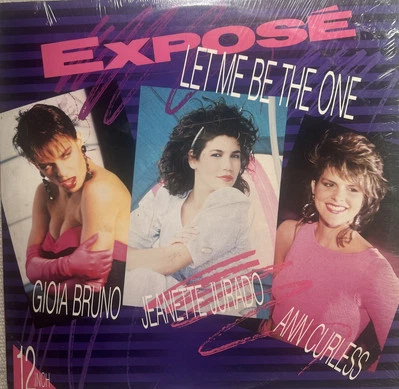 EXPOSÉ
LET ME BE THE ONE
GIOIA BRUNO
JEANETTE JURADO
ANN CURLESS
12 INCH